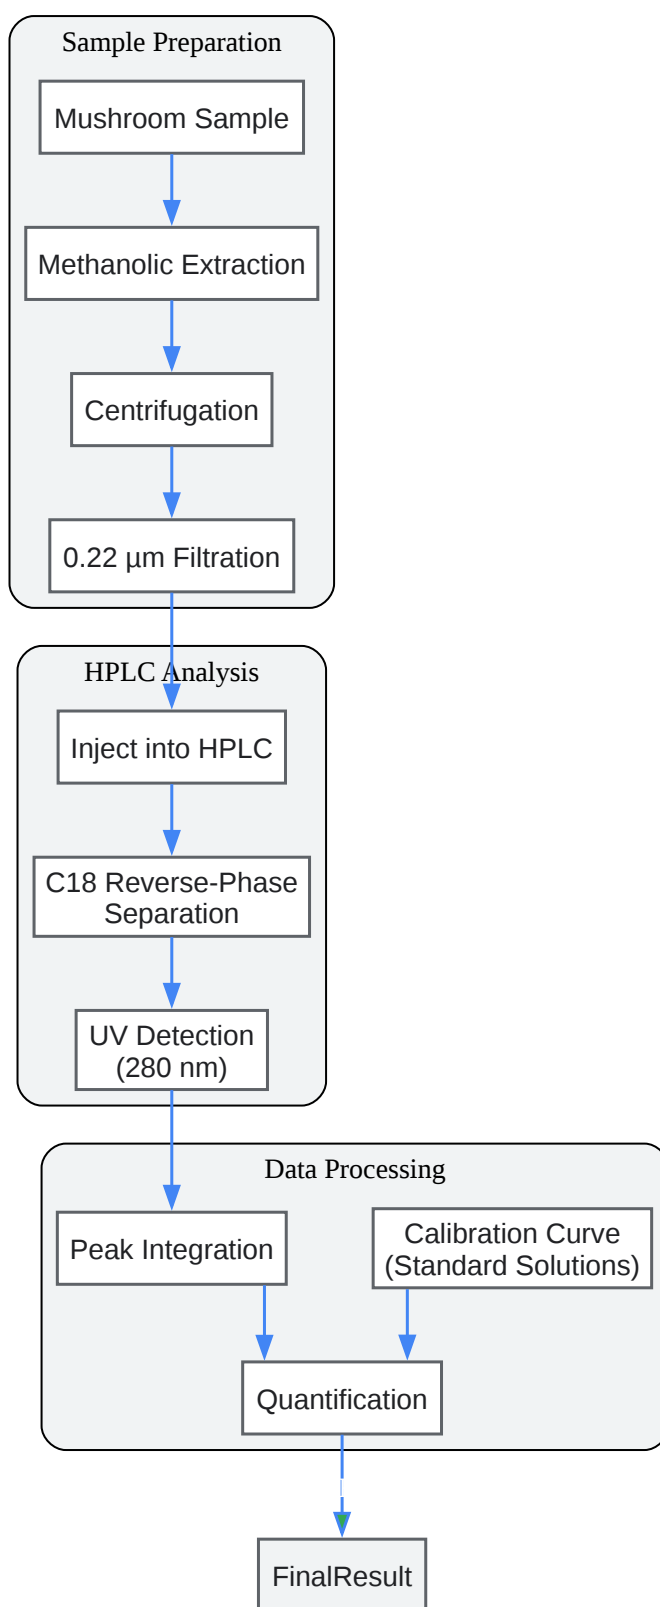 Sample Preparation
Mushroom Sample
Methanolic Extraction
Centrifugation
0.22 µm Filtration
HPLC Analysis
Inject into HPLC
C18 Reverse-Phase
Separation
UV Detection
(280 nm)
Data Processing
Peak Integration
Calibration Curve
(Standard Solutions)
Quantification
FinalResult